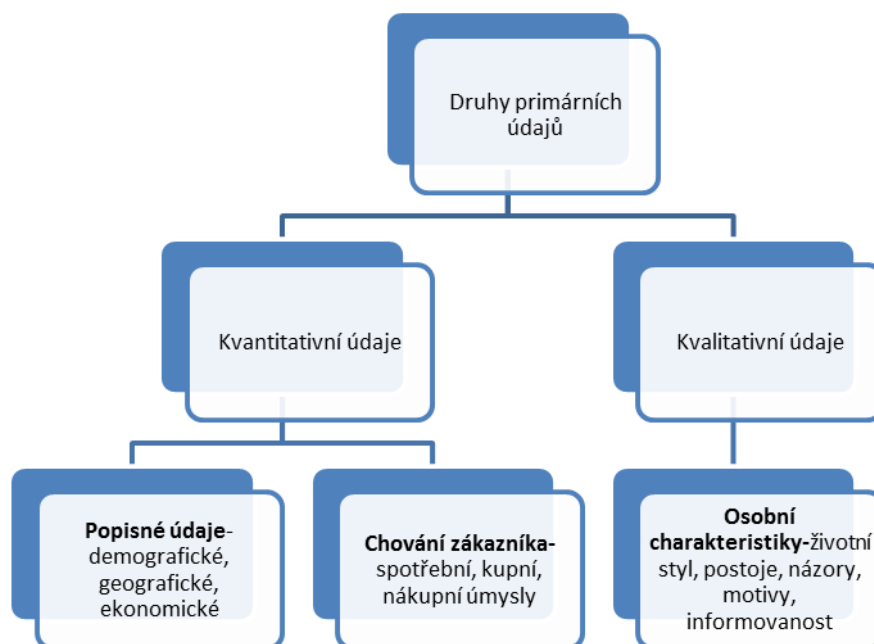 Druhy primárních
údajů
Kvantitativní údaje
Kvalitativní údaje
Popisné údaje-
demografické,
geografické,
ekonomické
Chování zákazníka-
spotřební, kupní,
nákupní úmysly
Osobní
charakteristiky-životní
styl, postoje, názory,
motivy,
informovanost